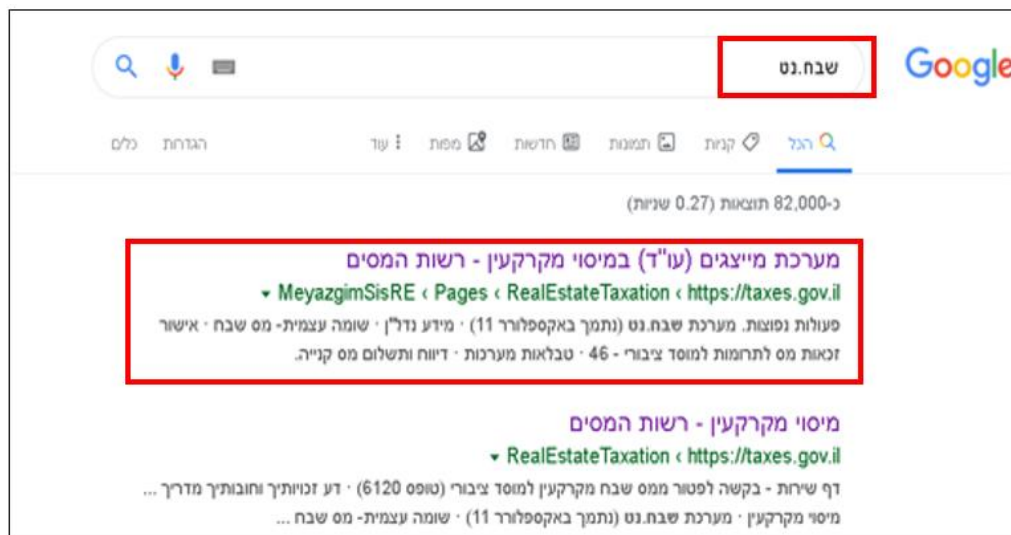 Google
שבח.נט
הכל קניות תמונות חדשות מפות עוד הגדרות כלים
כ-82,000 תוצאות (0.27 שניות)
מערכת מייצגים (עו"ד) במיסוי מקרקעין - רשות המסים
MeyazgimSisRE ‹ Pages ‹ RealEstateTaxation ‹ https://taxes.gov.il
פעולות נפוצות. מערכת שבח.נט (נתמך באקספלורר 11) · מידע נדל"ן · שומה עצמית- מס שבח · אישור
זכאות מס לתרומות למוסד ציבורי - 46 · טבלאות מערכות · דיווח ותשלום מס קנייה.
מיסוי מקרקעין - רשות המסים
RealEstateTaxation ‹ https://taxes.gov.il
דף שירות - בקשה לפטור ממס שבח מקרקעין למוסד ציבורי (טופס 6120) · דע זכויותיך וחובותיך מדריך ...
מיסוי מקרקעין · מערכת שבח.נט (נתמך באקספלורר 11) · שומה עצמית- מס שבח ...